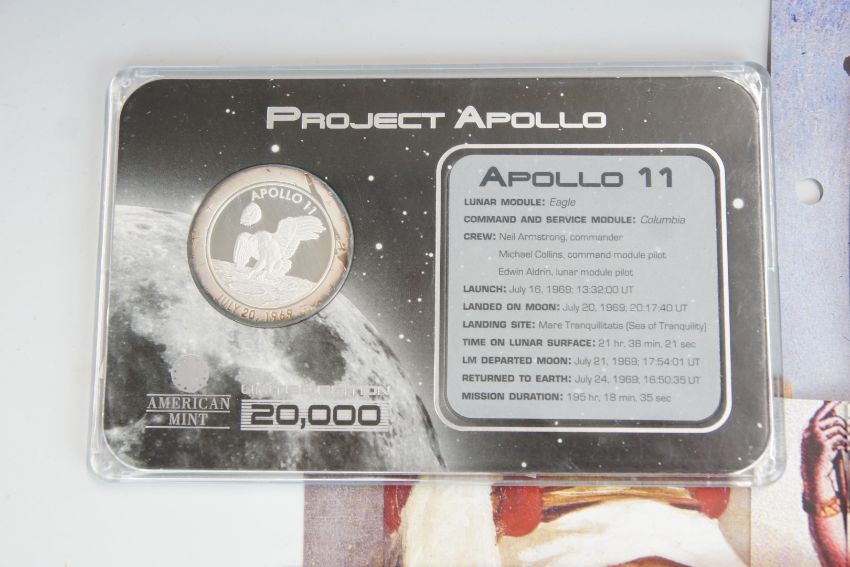 PROJECT APOLLO
APOLLO 11
JULY 20, 1969
AMERICAN
MINT
LIMITED EDITION
20,000
APOLLO 11
LUNAR MODULE: Eagle
COMMAND AND SERVICE MODULE: Columbia
CREW: Neil Armstrong, commander
Michael Collins, command module pilot
Edwin Aldrin, lunar module pilot
LAUNCH: July 16, 1969; 13:32:00 UT
LANDED ON MOON: July 20, 1969; 20:17:40 UT
LANDING SITE: Mare Tranquillitatis (Sea of Tranquility)
TIME ON LUNAR SURFACE: 21 hr, 38 min, 21 sec
LM DEPARTED MOON: July 21, 1969; 17:54:01 UT
RETURNED TO EARTH: July 24, 1969; 16:50:35 UT
MISSION DURATION: 195 hr, 18 min, 35 sec